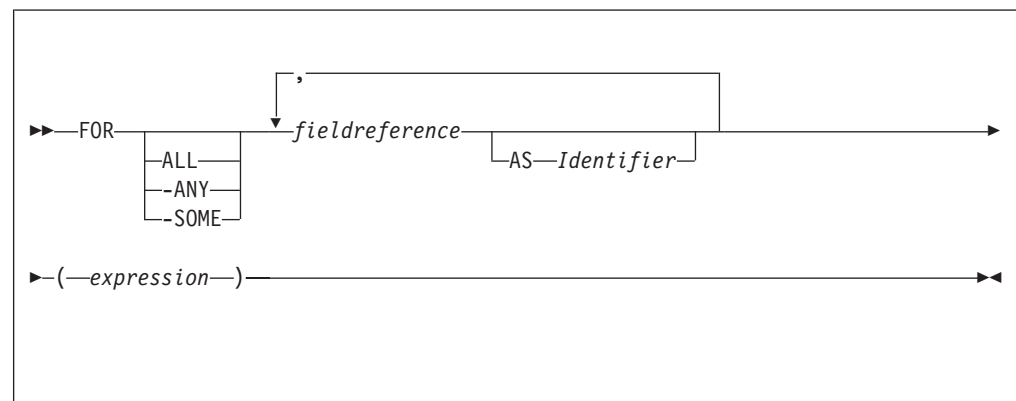 ,
FOR fieldreference
ALL AS Identifier
-ANY
-SOME
( expression )